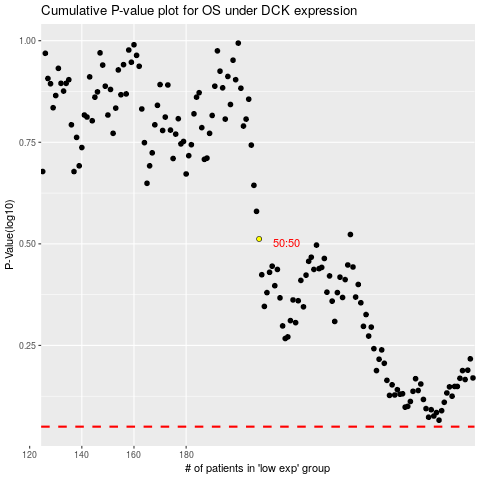 Cumulative P-value plot for OS under DCK expression
P-Value(log10)
1.00
0.75
0.50
0.25
50:50
120 140 160 180
# of patients in 'low exp' group